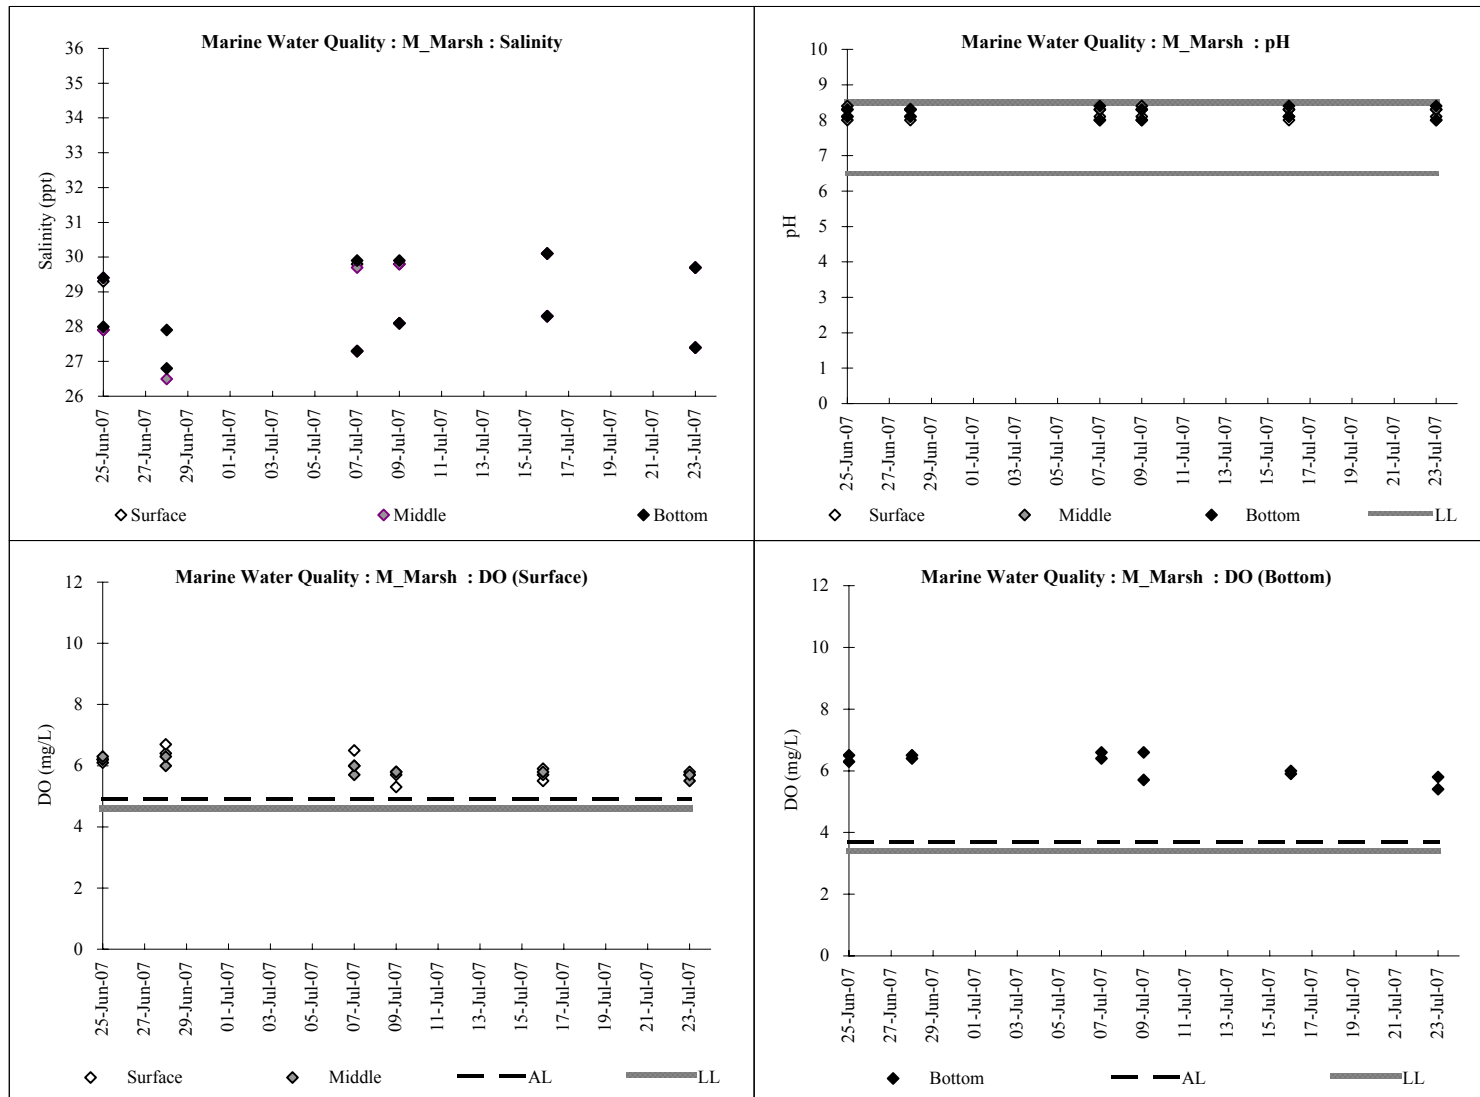 Marine Water Quality : M_Marsh : Salinity
36
35
34
33
32
31
30
29
28
27
26
Salinity (ppt)
25-Jun-07
27-Jun-07
29-Jun-07
01-Jul-07
03-Jul-07
05-Jul-07
07-Jul-07
09-Jul-07
11-Jul-07
13-Jul-07
15-Jul-07
17-Jul-07
19-Jul-07
21-Jul-07
23-Jul-07
Surface Middle Bottom
Marine Water Quality : M_Marsh : pH
10
9
8
7
6
5
4
3
2
1
0
pH
25-Jun-07
27-Jun-07
29-Jun-07
01-Jul-07
03-Jul-07
05-Jul-07
07-Jul-07
09-Jul-07
11-Jul-07
13-Jul-07
15-Jul-07
17-Jul-07
19-Jul-07
21-Jul-07
23-Jul-07
Surface Middle Bottom LL
Marine Water Quality : M_Marsh : DO (Surface)
12
10
8
6
4
2
0
DO (mg/L)
25-Jun-07
27-Jun-07
29-Jun-07
01-Jul-07
03-Jul-07
05-Jul-07
07-Jul-07
09-Jul-07
11-Jul-07
13-Jul-07
15-Jul-07
17-Jul-07
19-Jul-07
21-Jul-07
23-Jul-07
Surface Middle AL LL
Marine Water Quality : M_Marsh : DO (Bottom)
12
10
8
6
4
2
0
DO (mg/L)
25-Jun-07
27-Jun-07
29-Jun-07
01-Jul-07
03-Jul-07
05-Jul-07
07-Jul-07
09-Jul-07
11-Jul-07
13-Jul-07
15-Jul-07
17-Jul-07
19-Jul-07
21-Jul-07
23-Jul-07
Bottom AL LL